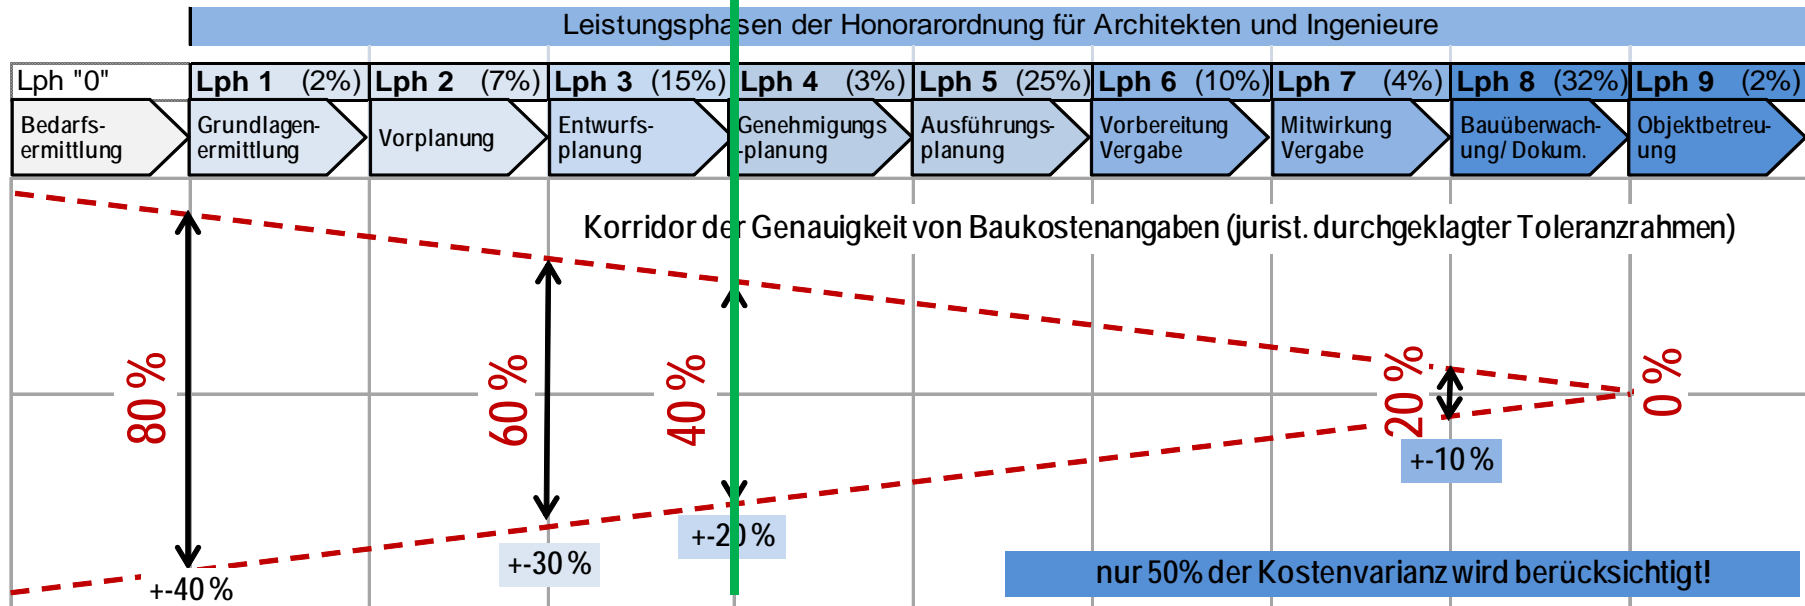 Leistungsphasen der Honorarordnung für Architekten und Ingenieure
Lph "0"
Lph 1 (2%)
Lph 2 (7%)
Lph 3 (15%)
Lph 4 (3%)
Lph 5 (25%)
Lph 6 (10%)
Lph 7 (4%)
Lph 8 (32%)
Lph 9 (2%)
Bedarfs-
ermittlung
Grundlagen-
ermittlung
Vorplanung
Entwurfs-
planung
Genehmigungs
-planung
Ausführungs-
planung
Vorbereitung
Vergabe
Mitwirkung
Vergabe
Bauüberwach-
ung/ Dokum.
Objektbetreu-
ung
Korridor der Genauigkeit von Baukostenangaben (jurist. durchgeklagter Toleranzrahmen)
80 %
60 %
40 %
20 %
0 %
+-40 %
+-30 %
+-20 %
+-10 %
nur 50% der Kostenvarianz wird berücksichtigt!